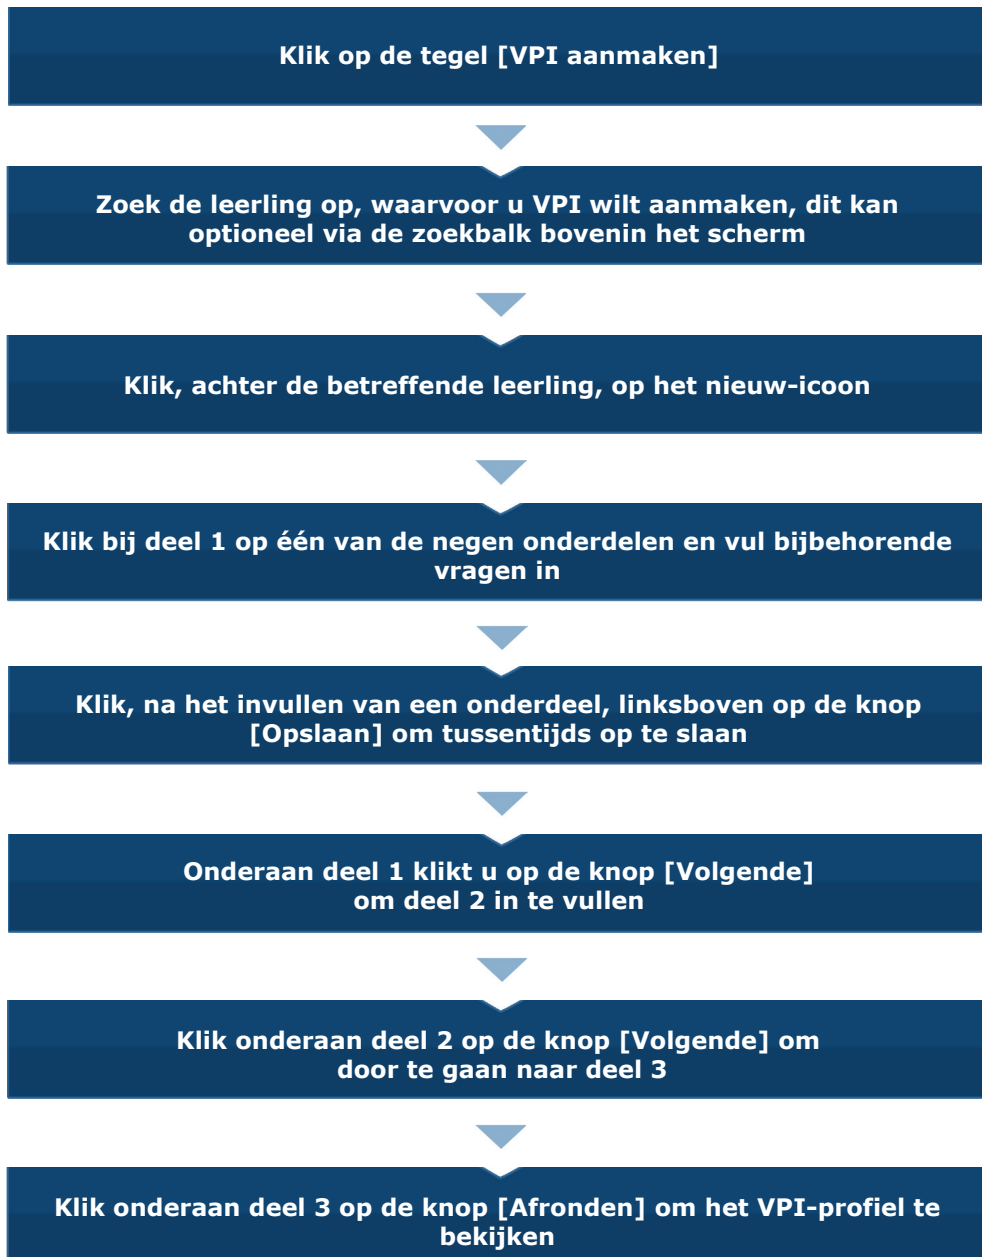 Klik op de tegel [VPI aanmaken]
Zoek de leerling op, waarvoor u VPI wilt aanmaken, dit kan
optioneel via de zoekbalk bovenin het scherm
Klik, achter de betreffende leerling, op het nieuw-icoon
Klik bij deel 1 op één van de negen onderdelen en vul bijbehorende
vragen in
Klik, na het invullen van een onderdeel, linksboven op de knop
[Opslaan] om tussentijds op te slaan
Onderaan deel 1 klikt u op de knop [Volgende]
om deel 2 in te vullen
Klik onderaan deel 2 op de knop [Volgende] om
door te gaan naar deel 3
Klik onderaan deel 3 op de knop [Afronden] om het VPI-profiel te
bekijken